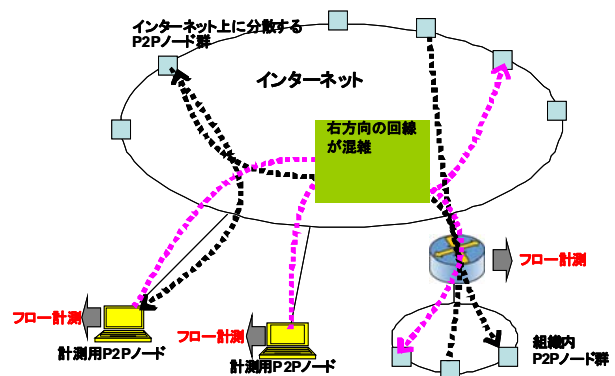 インターネット上に分散する
P2Pノード群
インターネット
右方向の回線
が混雑
フロー計測
フロー計測
計測用P2Pノード
フロー計測
計測用P2Pノード
組織内
P2Pノード群